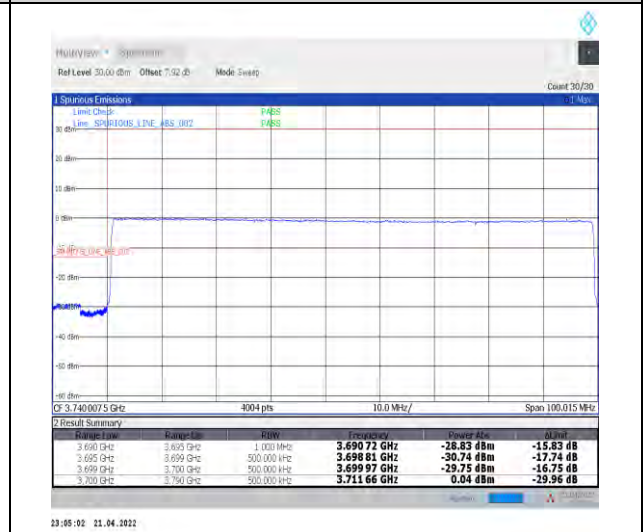 MultiView
Ref Level 30.00 dBm Offset 7.92 dB Mode Sweep
Count 30/30
1 Spurious Emissions
Limit Check PASS
Line _SPURIOUS_LINE_ABS_002 PASS
30 dBm
20 dBm
10 dBm
0 dBm
-20 dBm
-40 dBm
-50 dBm
-60 dBm
CF 3.7400075 GHz 4004 pts 10.0 MHz/ Span 100.015 MHz
2 Result Summary
Range Low Range Up RBW Frequency Power Abs ΔLimit
3.690 GHz 3.695 GHz 1.000 MHz 3.690 72 GHz -28.83 dBm -15.83 dB
3.695 GHz 3.699 GHz 500.000 kHz 3.698 81 GHz -30.74 dBm -17.74 dB
3.699 GHz 3.700 GHz 500.000 kHz 3.699 97 GHz -29.75 dBm -16.75 dB
3.700 GHz 3.790 GHz 500.000 kHz 3.711 66 GHz 0.04 dBm -29.96 dB
23:05:02 21.04.2022